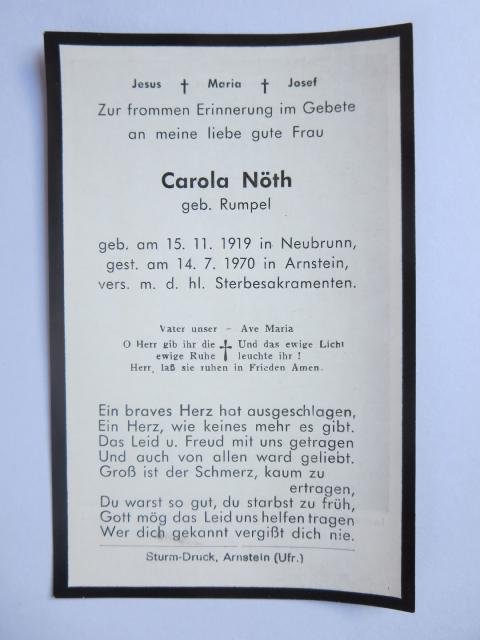 Jesus † Maria † Josef
Zur frommen Erinnerung im Gebete
an meine liebe gute Frau
Carola Nöth
geb. Rumpel
geb. am 15. 11. 1919 in Neubrunn,
gest. am 14. 7. 1970 in Arnstein,
vers. m. d. hl. Sterbesakramenten.
Vater unser – Ave Maria
O Herr gib ihr die † Und das ewige Licht
ewige Ruhe leuchte ihr !
Herr, laß sie ruhen in Frieden Amen.
Ein braves Herz hat ausgeschlagen,
Ein Herz, wie keines mehr es gibt.
Das Leid u. Freud mit uns getragen
Und auch von allen ward geliebt.
Groß ist der Schmerz, kaum zu
ertragen,
Du warst so gut, du starbst zu früh,
Gott mög das Leid uns helfen tragen
Wer dich gekannt vergißt dich nie.
Sturm-Druck, Arnstein (Ufr.)